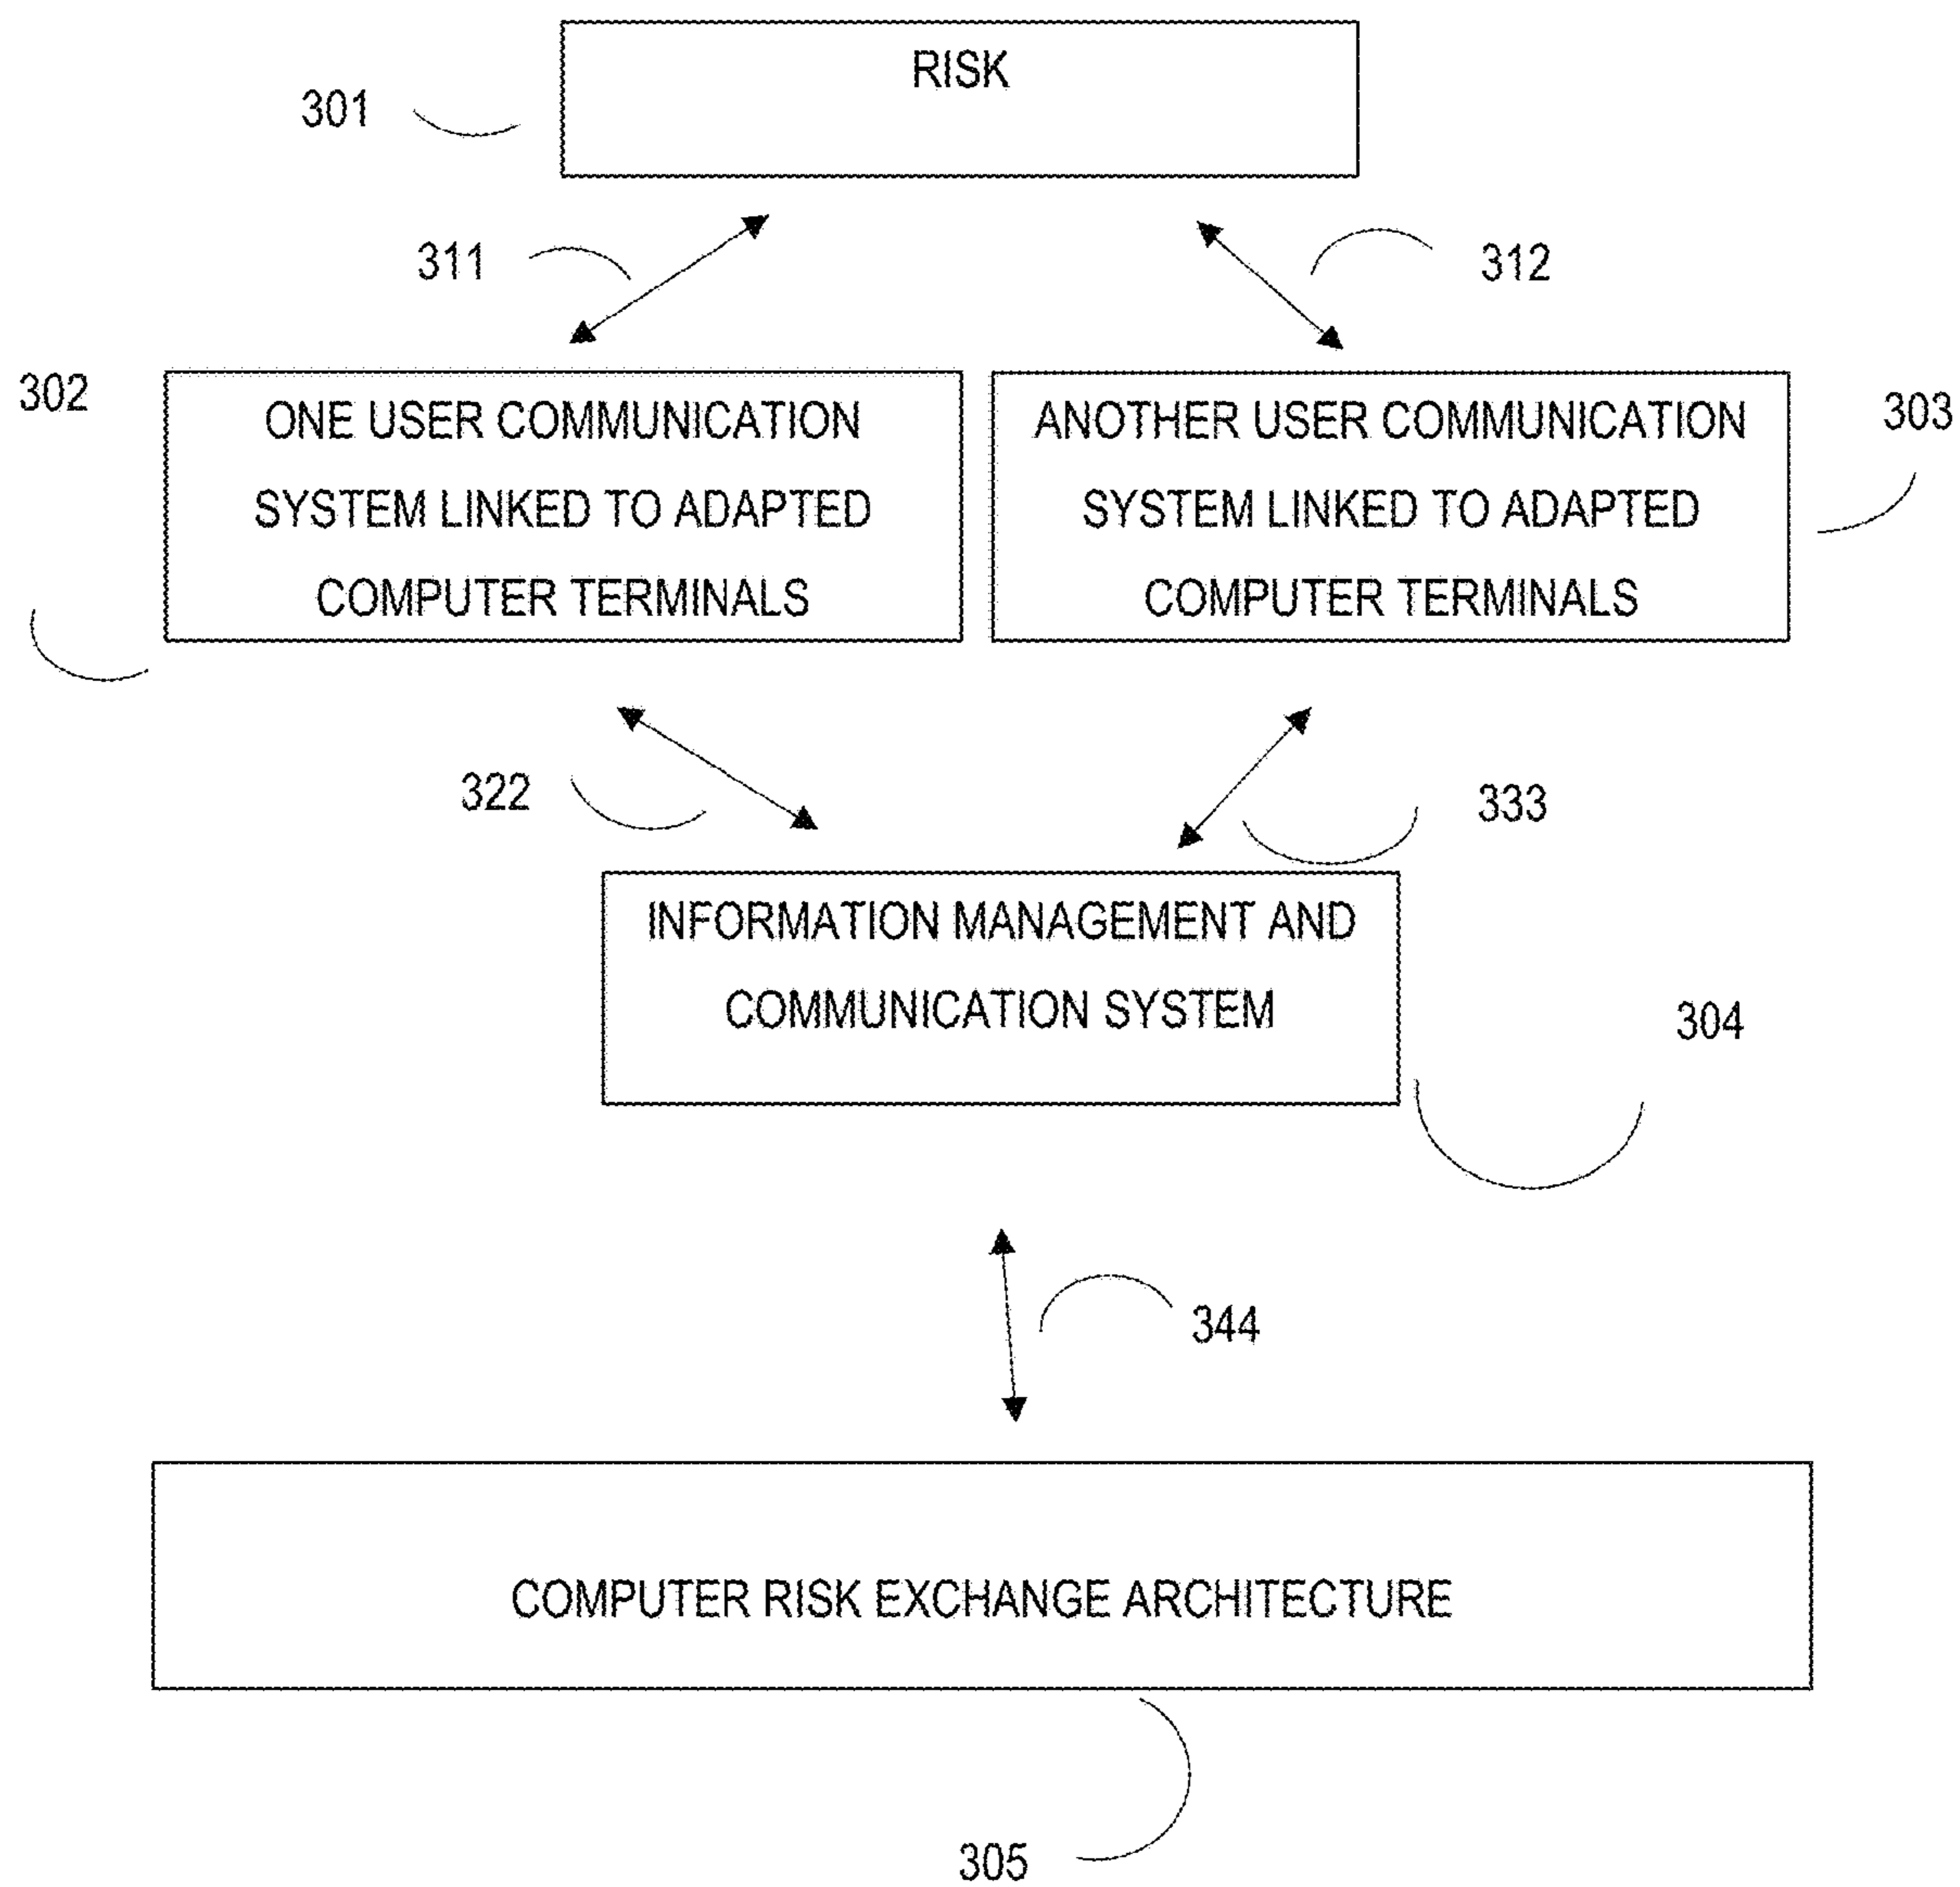 RISK
301
311
312
302
ONE USER COMMUNICATION
SYSTEM LINKED TO ADAPTED
COMPUTER TERMINALS
ANOTHER USER COMMUNICATION
SYSTEM LINKED TO ADAPTED
COMPUTER TERMINALS
303
322
333
INFORMATION MANAGEMENT AND
COMMUNICATION SYSTEM
304
344
COMPUTER RISK EXCHANGE ARCHITECTURE
305